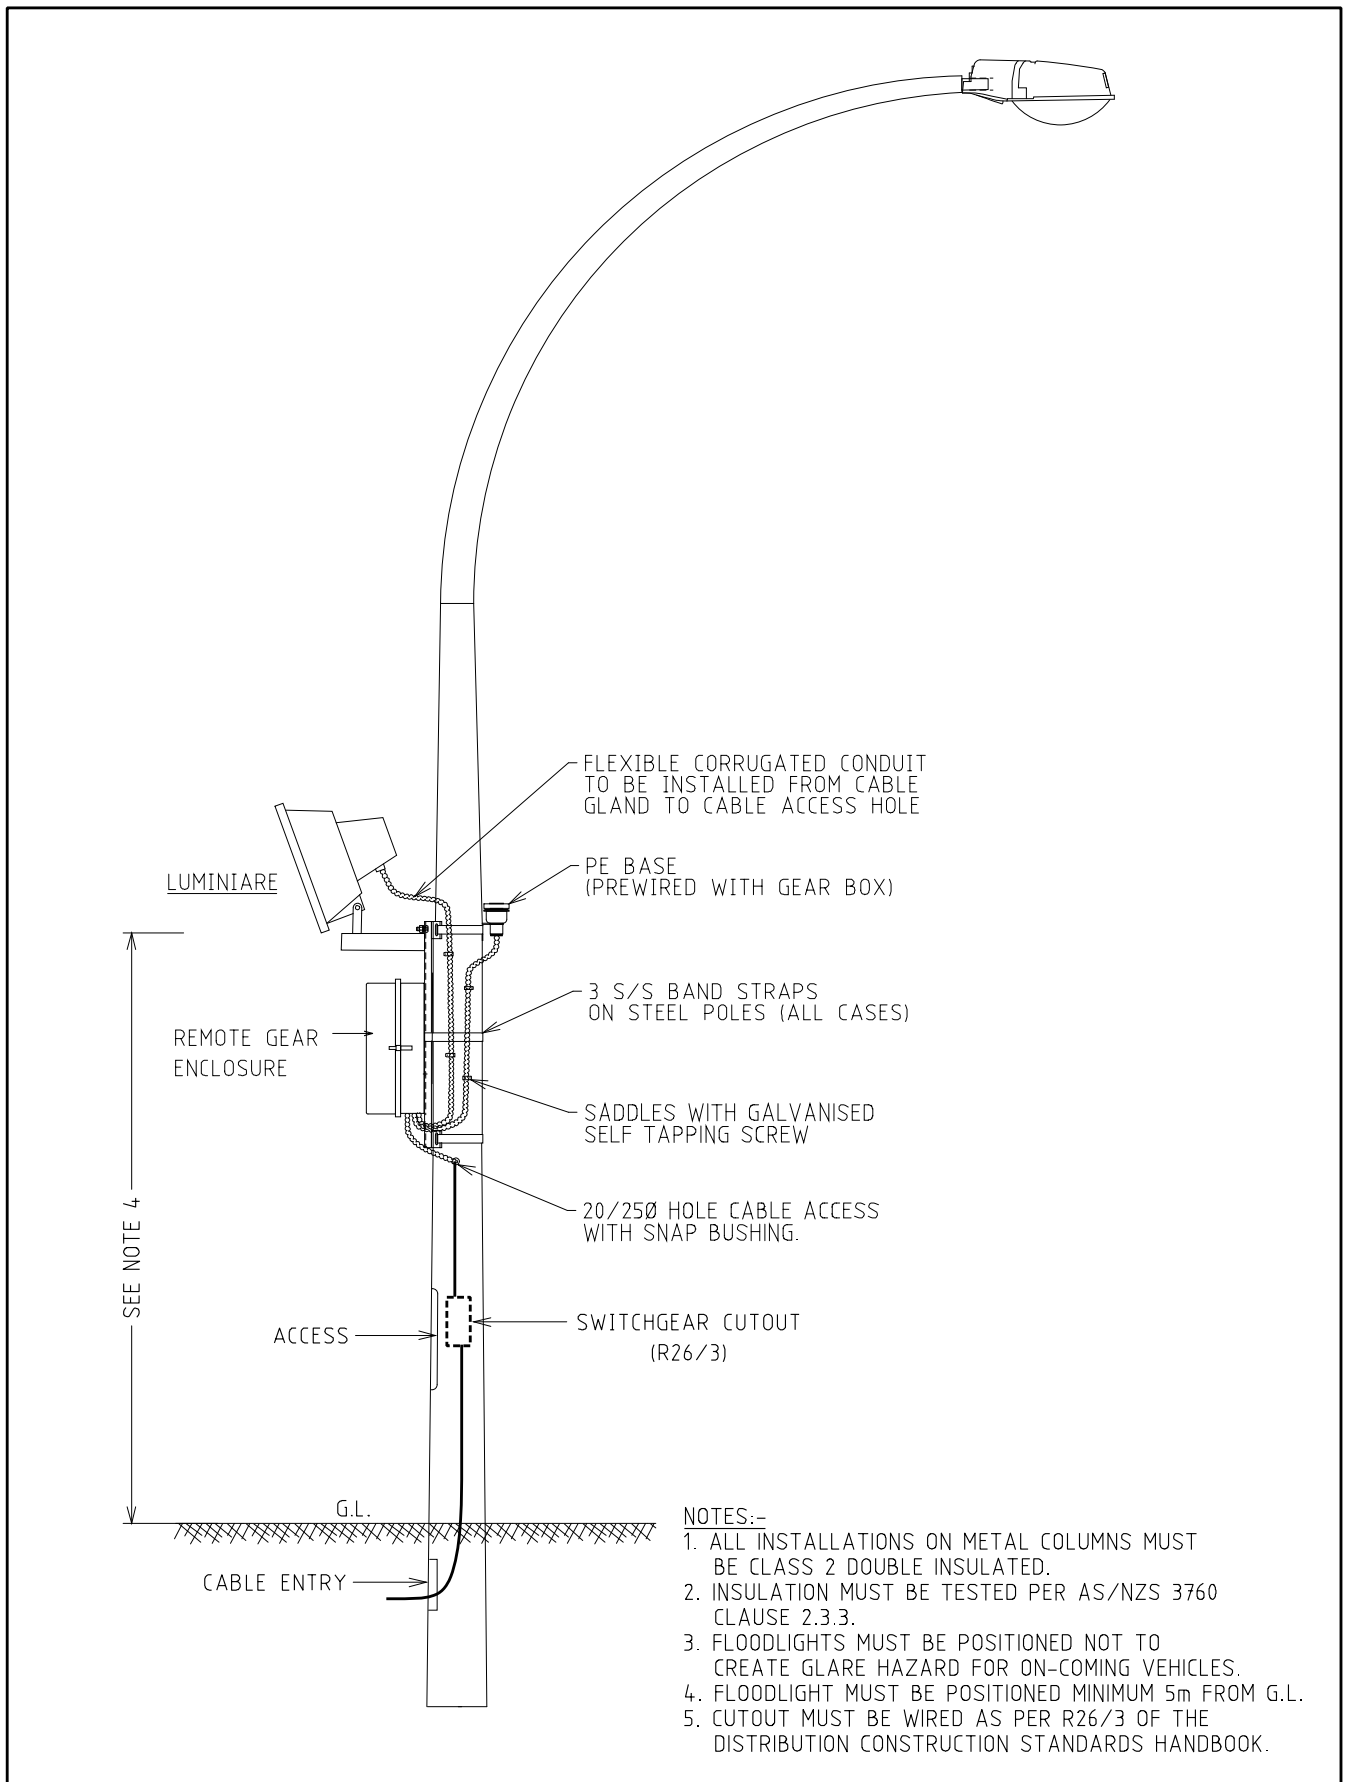 FLEXIBLE CORRUGATED CONDUIT
TO BE INSTALLED FROM CABLE
GLAND TO CABLE ACCESS HOLE
PE BASE
(PREWIRED WITH GEAR BOX)
LUMINIARE
3 S/S BAND STRAPS
ON STEEL POLES (ALL CASES)
REMOTE GEAR
ENCLOSURE
SADDLES WITH GALVANISED
SELF TAPPING SCREW
20/25Ø HOLE CABLE ACCESS
WITH SNAP BUSHING.
SEE NOTE 4
ACCESS
SWITCHGEAR CUTOUT
(R26/3)
G.L.
CABLE ENTRY
NOTES:-
1. ALL INSTALLATIONS ON METAL COLUMNS MUST
BE CLASS 2 DOUBLE INSULATED.
2. INSULATION MUST BE TESTED PER AS/NZS 3760
CLAUSE 2.3.3.
3. FLOODLIGHTS MUST BE POSITIONED NOT TO
CREATE GLARE HAZARD FOR ON-COMING VEHICLES.
4. FLOODLIGHT MUST BE POSITIONED MINIMUM 5m FROM G.L.
5. CUTOUT MUST BE WIRED AS PER R26/3 OF THE
DISTRIBUTION CONSTRUCTION STANDARDS HANDBOOK.